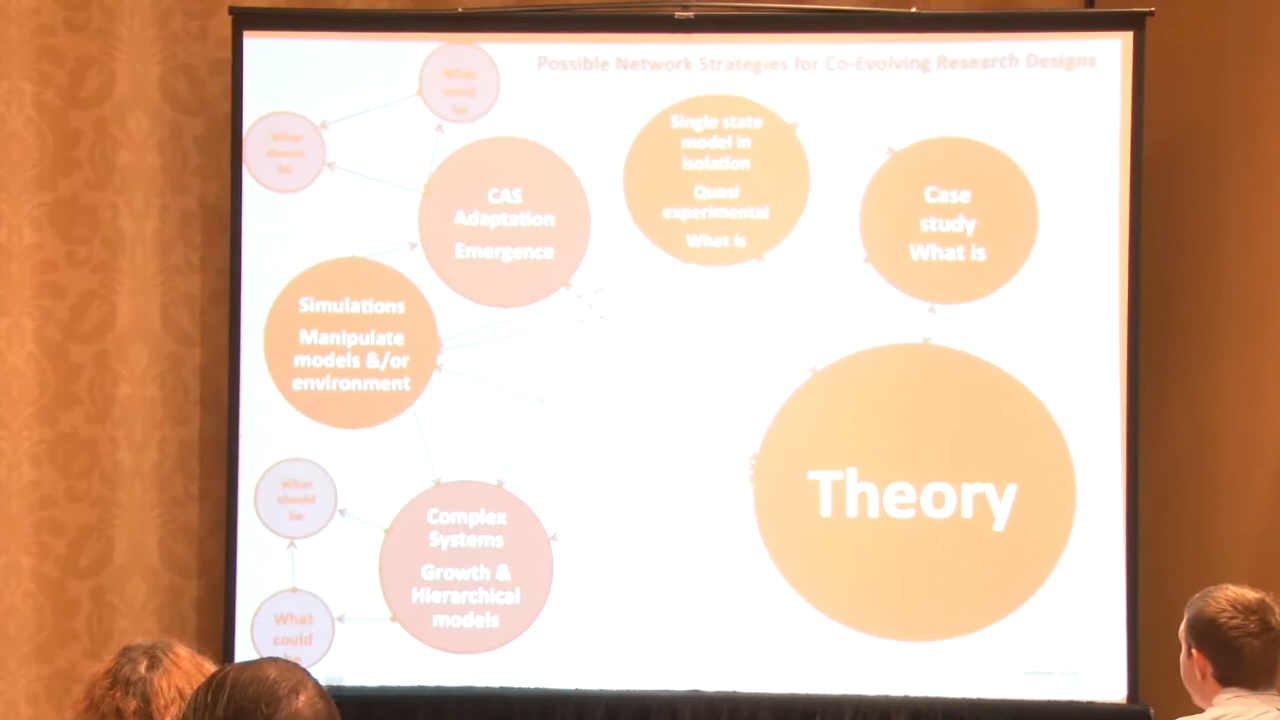 Possible Network Strategies for Co-Evolving Research Designs
Single state
model in
isolation
Quasi
experimental
What is
Case
study
What is
CAS
Adaptation
Emergence
Simulations
Manipulate
models &/or
environment
Theory
What
should
be
Complex
Systems
Growth &
Hierarchical
models
What
could